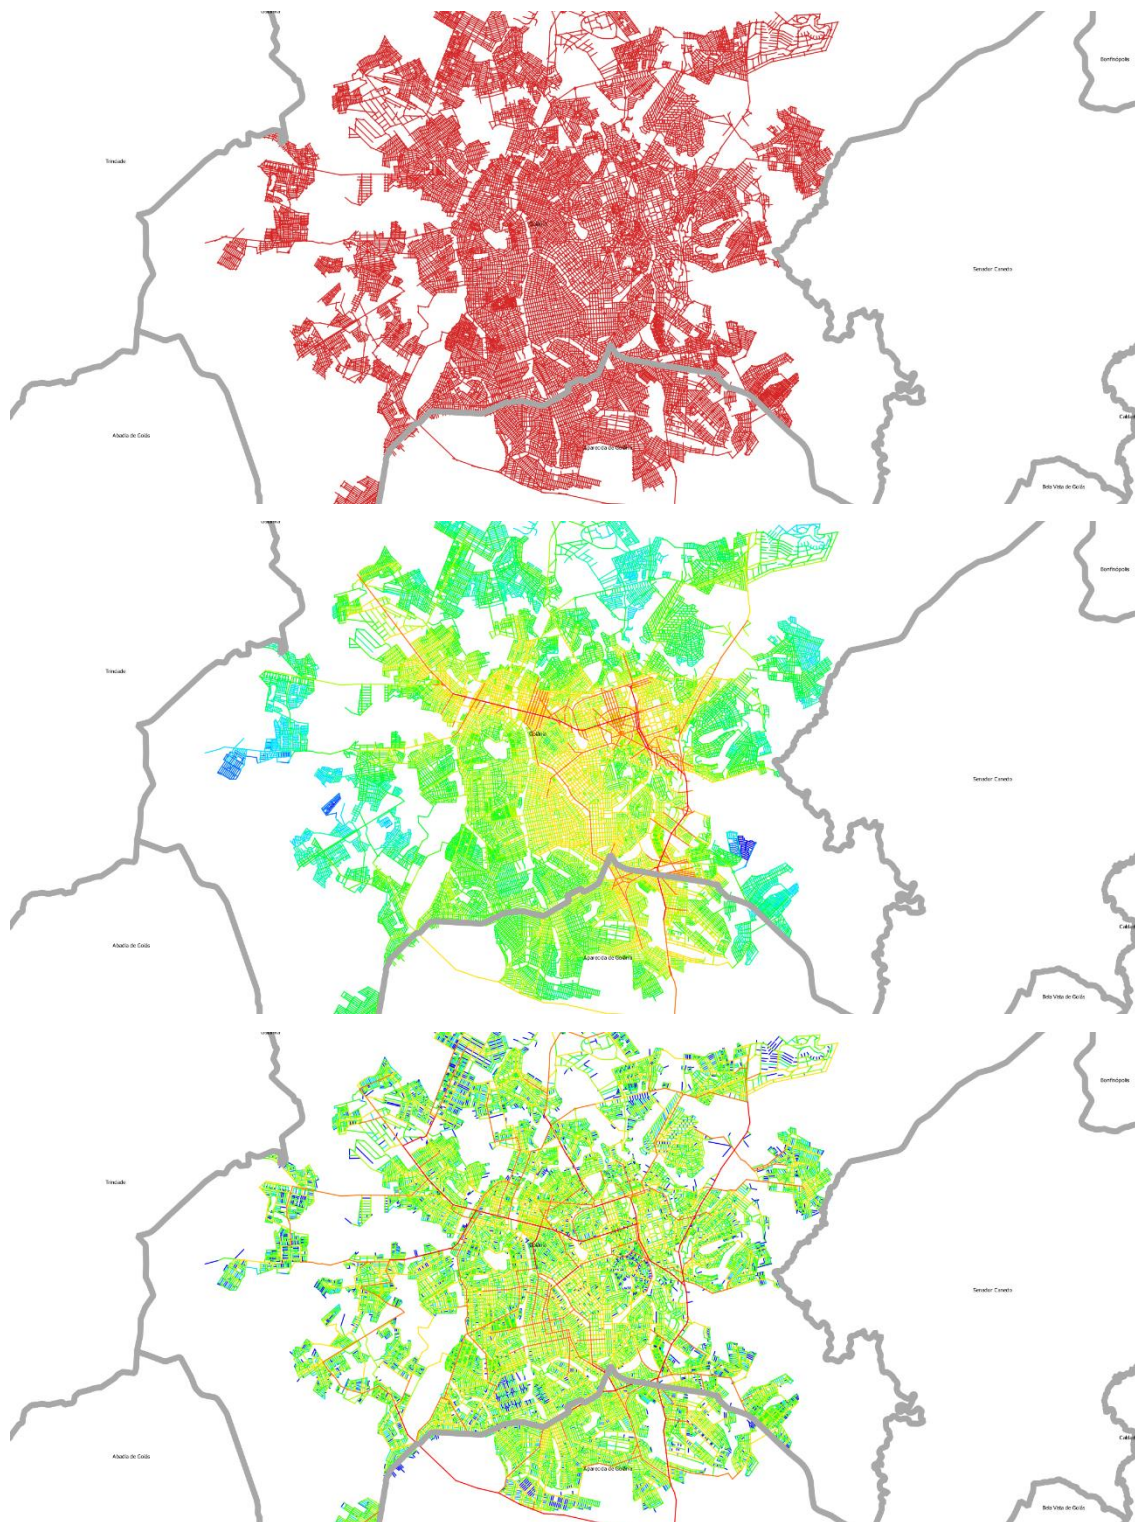 Bonfinópolis
Trindade
Goiânia
Senador Canedo
Abadia de Goiás
Aparecida de Goiânia
Bela Vista de Goiás
Bonfinópolis
Trindade
Goiânia
Senador Canedo
Abadia de Goiás
Aparecida de Goiânia
Bela Vista de Goiás
Bonfinópolis
Trindade
Goiânia
Senador Canedo
Abadia de Goiás
Aparecida de Goiânia
Bela Vista de Goiás